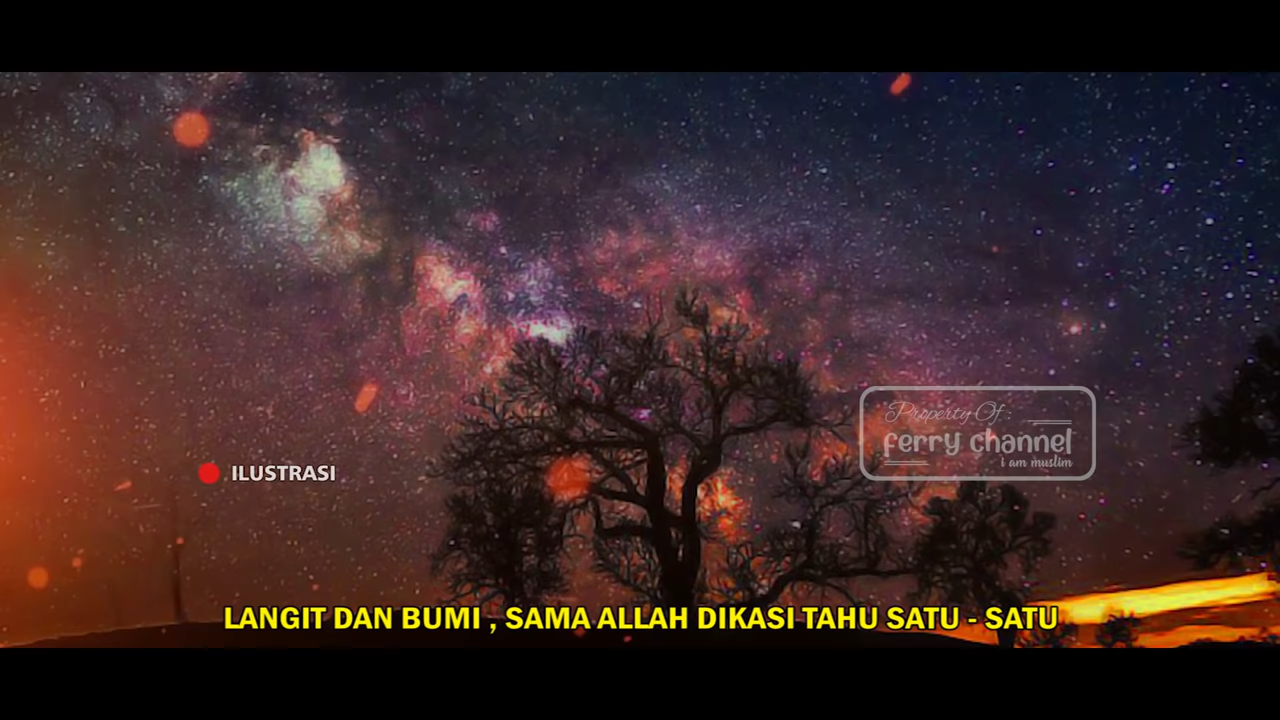 Property Of :
ferry channel
i am muslim
ILUSTRASI
LANGIT DAN BUMI , SAMA ALLAH DIKASI TAHU SATU - SATU